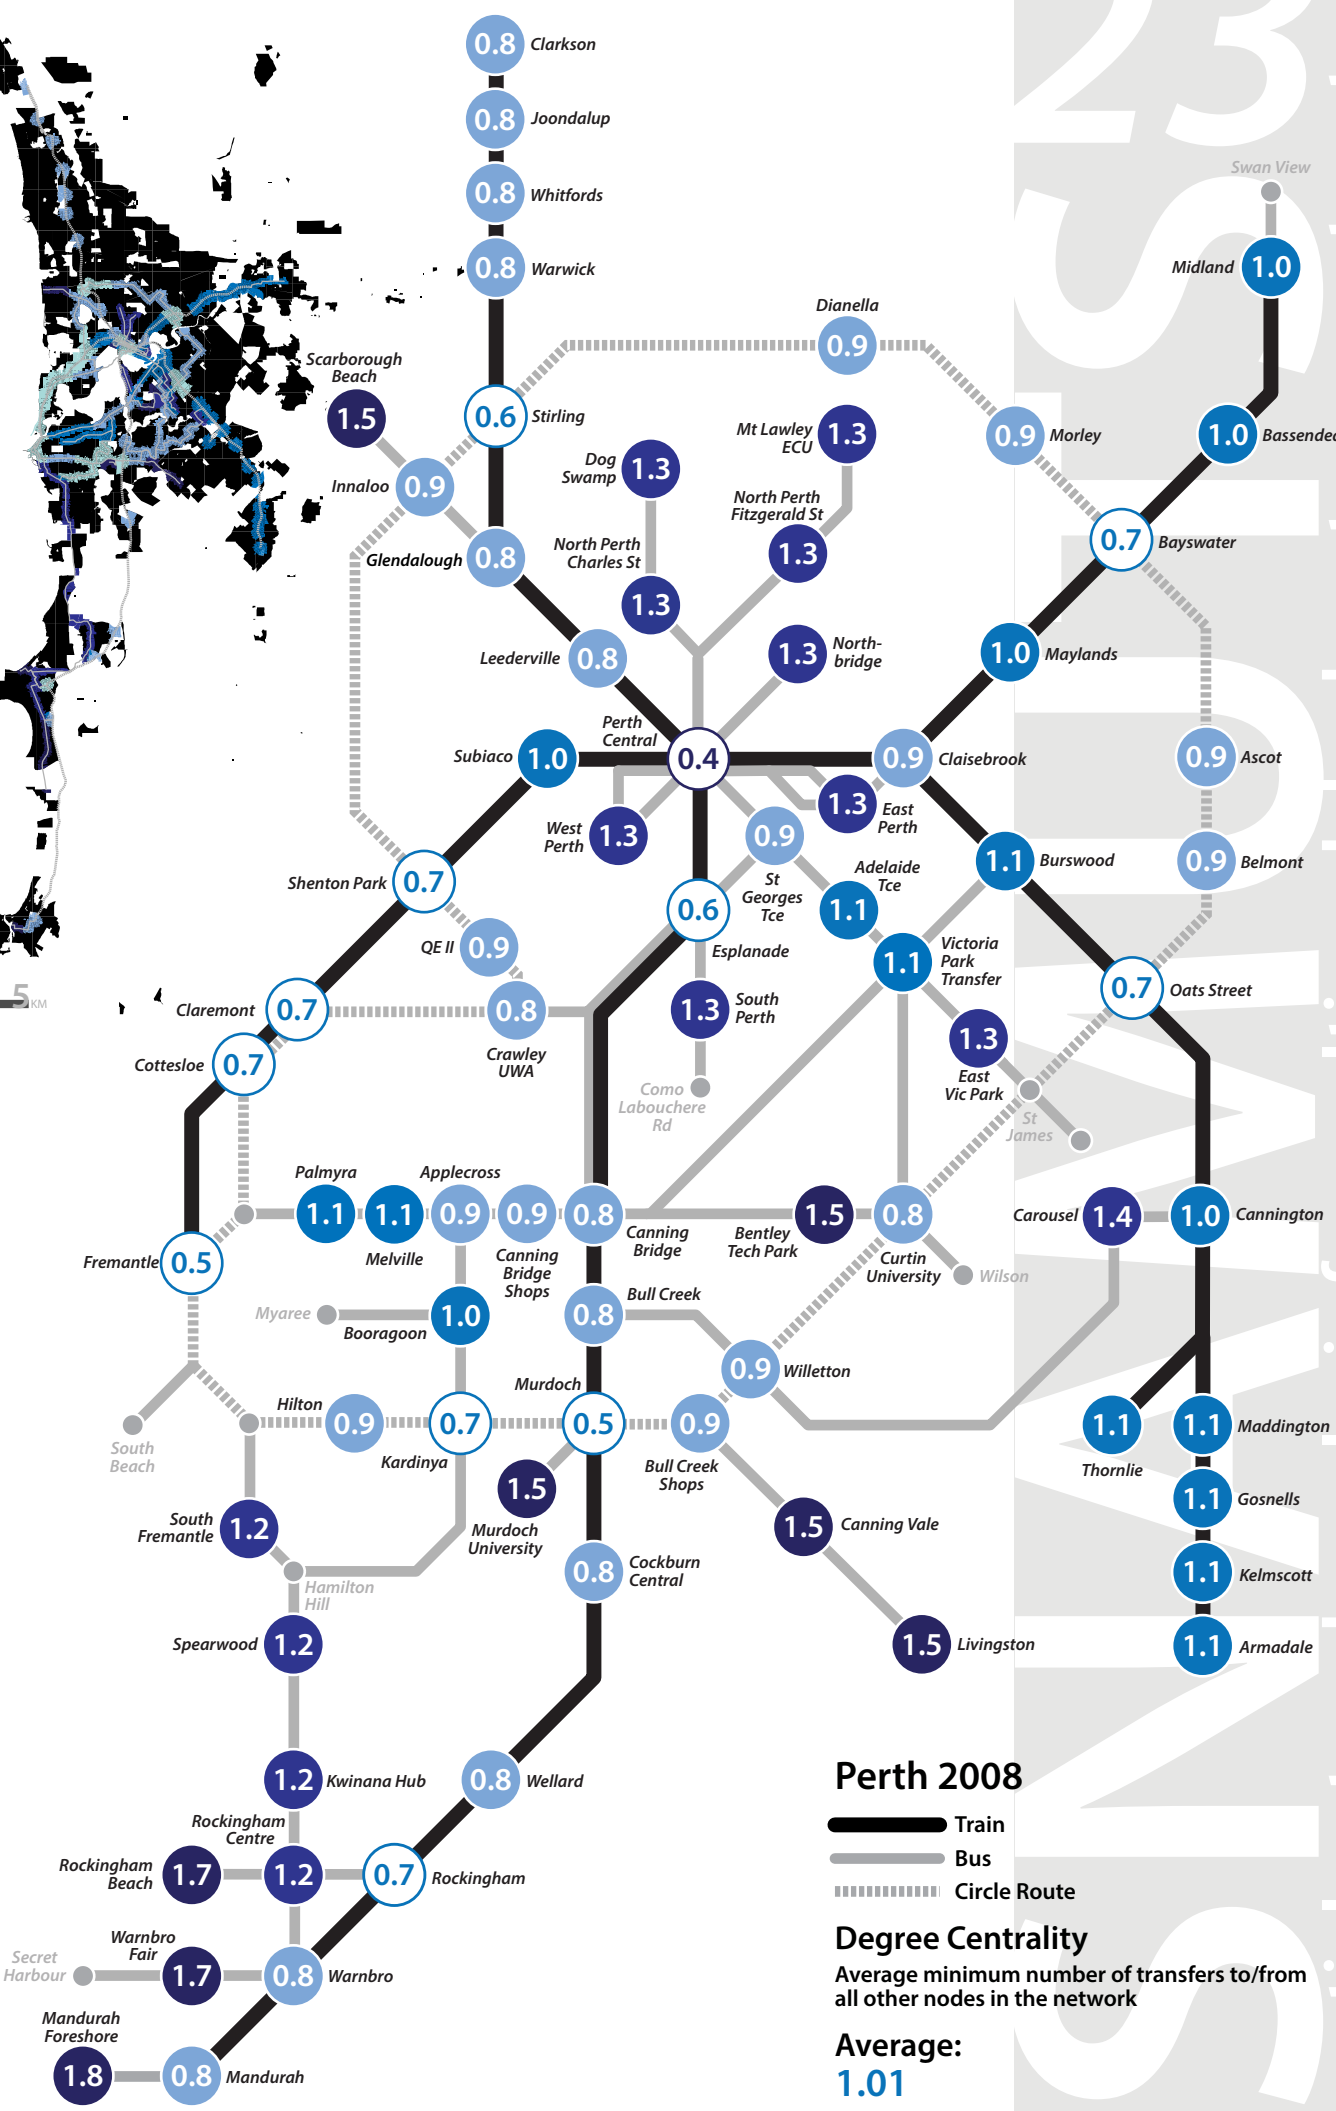 23
0.8 Clarkson
0.8 Joondalup
Swan View
0.8 Whitfords
0.8 Warwick
Midland 1.0
Dianella
0.9
Scarborough
Beach
1.5
0.6 Stirling
Mt Lawley
ECU
1.3
0.9 Morley
1.0
Dog
Swamp
1.3
Innaloo 0.9
North Perth
Fitzgerald St
1.3
0.7 Bayswater
Glendalough 0.8
North Perth
Charles St
1.3
Leederville 0.8
1.3 North-
bridge
1.0 Maylands
Perth
Central
0.4
Subiaco 1.0
0.9 Claisebrook
0.9 Ascot
West
Perth
1.3
0.9
St
Georges
Tce
1.3
East
Perth
Adelaide
Tce
1.1
1.1 Burswood
0.9 Belmont
Shenton Park 0.7
0.6
Esplanade
QE II 0.9
1.1
Victoria
Park
Transfer
0.7 Oats Street
5 KM
Claremont 0.7
0.8
Crawley
UWA
1.3 South
Perth
1.3
East
Vic Park
Cottesloe 0.7
Como
Labouchere
Rd
St
James
Palmyra
1.1
1.1
Melville
Applecross
0.9
0.9
Canning
Bridge
Shops
0.8
Canning
Bridge
Bentley
Tech Park
1.5
0.8
Curtin
University
Wilson
Carousel 1.4
1.0 Cannington
Fremantle 0.5
Myaree
Booragoon
1.0
0.8
Bull Creek
0.9 Willetton
South
Beach
Hilton
0.9
0.7
Kardinya
Murdoch
0.5
0.9
Bull Creek
Shops
1.1
Thornlie
1.1 Maddington
1.5
Murdoch
University
1.5 Canning Vale
1.1 Gosnells
South
Fremantle
1.2
Hamilton
Hill
0.8 Cockburn
Central
1.1 Kelmscott
Spearwood 1.2
1.5 Livingston
1.1 Armadale
1.2 Kwinana Hub
0.8 Wellard
Rockingham
Centre
1.2
Rockingham
Beach
1.7
0.7 Rockingham
Warnbro
Fair
1.7
Secret
Harbour
0.8 Warnbro
Mandurah
Foreshore
1.8
0.8 Mandurah
Perth 2008
Train
Bus
Circle Route
Degree Centrality
Average minimum number of transfers to/from
all other nodes in the network
Average:
1.01